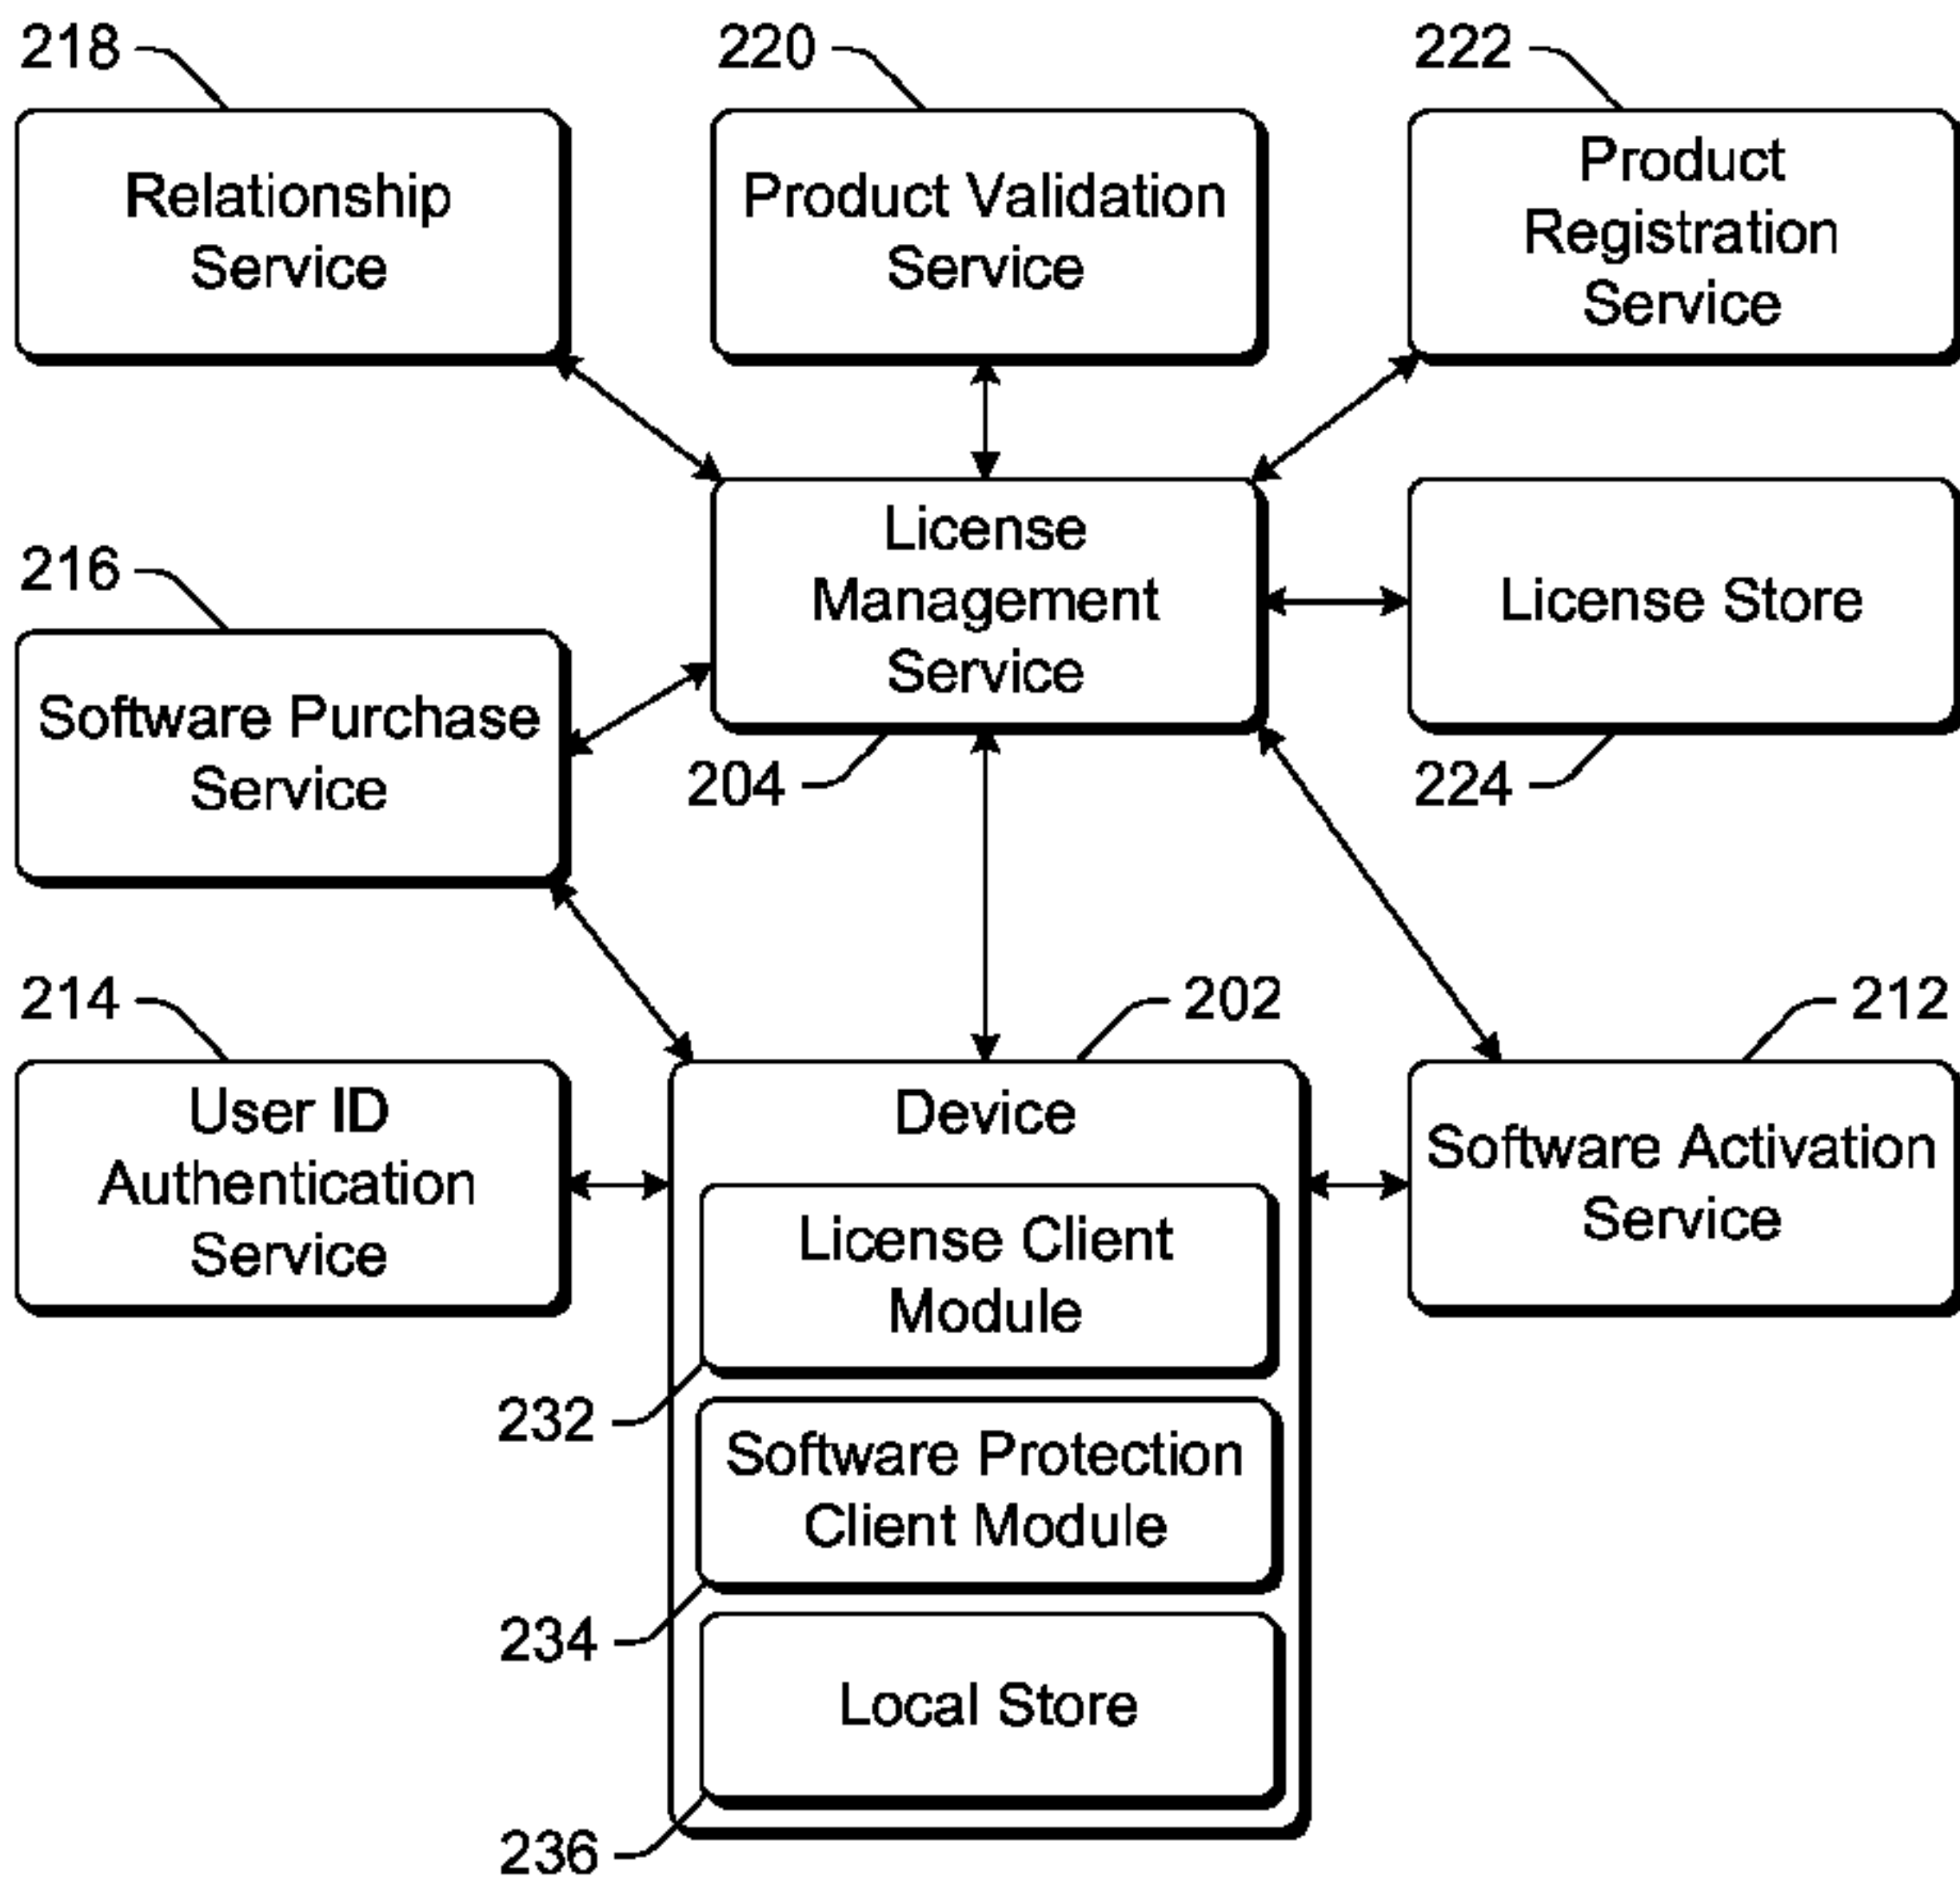 218
220
222
Relationship
Service
Product Validation
Service
Product
Registration
Service
216
License
Management
Service
License Store
Software Purchase
Service
204
224
214
202
212
User ID
Authentication
Service
Device
Software Activation
Service
License Client
Module
232
Software Protection
Client Module
234
Local Store
236